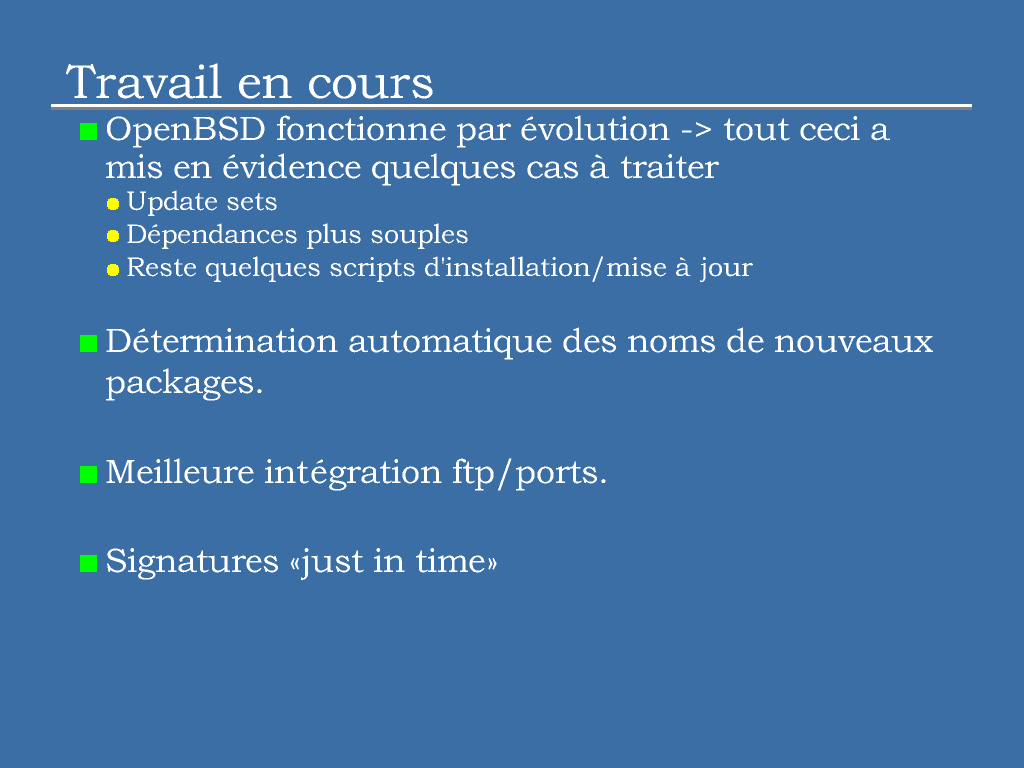 Travail en cours
OpenBSD fonctionne par évolution -> tout ceci a
mis en évidence quelques cas à traiter
Update sets
Dépendances plus souples
Reste quelques scripts d'installation/mise à jour
Détermination automatique des noms de nouveaux
packages.
Meilleure intégration ftp/ports.
Signatures «just in time»